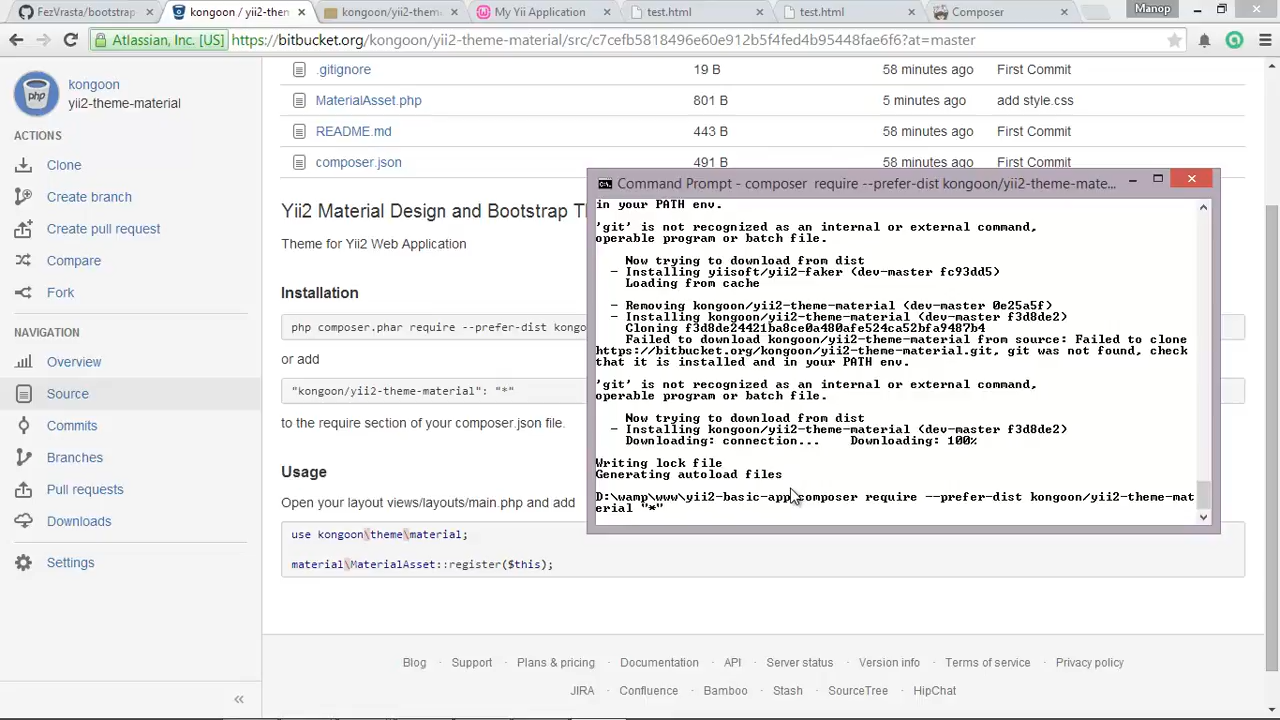 FezVrasta/bootstrap
kongoon / yii2-then
kongoon/yii2-theme
My Yii Application
test.html
test.html
Composer
Manop
Atlassian, Inc. [US]
https://bitbucket.org/kongoon/yii2-theme-material/src/c7cefb5818496e60e912b5f4fed4b95448fae6f6?at=master
kongoon
yii2-theme-material
php
ACTIONS
Clone
Create branch
Create pull request
Compare
Fork
NAVIGATION
Overview
Source
Commits
Branches
Pull requests
Downloads
Settings
.gitignore 19 B 58 minutes ago First Commit
MaterialAsset.php 801 B 5 minutes ago add style.css
README.md 443 B 58 minutes ago First Commit
composer.json 491 B 58 minutes ago First Commit
Yii2 Material Design and Bootstrap Tl
Theme for Yii2 Web Application
Installation
php composer.phar require --prefer-dist kongo
or add
"kongoon/yii2-theme-material": "*"
to the require section of your composer.json file.
Usage
Open your layout views/layouts/main.php and add
use kongoon\theme\material;
material\MaterialAsset::register($this);
Command Prompt - composer require --prefer-dist kongoon/yii2-theme-mate...
in your PATH env.
'git' is not recognized as an internal or external command,
operable program or batch file.
Now trying to download from dist
- Installing yiisoft/yii2-faker (dev-master fc93dd5)
Loading from cache
- Removing kongoon/yii2-theme-material (dev-master 0e25a5f)
- Installing kongoon/yii2-theme-material (dev-master f3d8de2)
Cloning f3d8de24421ba8ce0a480afe524ca52bfa9487b4
Failed to download kongoon/yii2-theme-material from source: Failed to clone
https://bitbucket.org/kongoon/yii2-theme-material.git, git was not found, check
that it is installed and in your PATH env.
'git' is not recognized as an internal or external command,
operable program or batch file.
Now trying to download from dist
- Installing kongoon/yii2-theme-material (dev-master f3d8de2)
Downloading: connection... Downloading: 100%
Writing lock file
Generating autoload files
D:\wamp\www\yii2-basic-app>composer require --prefer-dist kongoon/yii2-theme-mat
erial "*"
Blog · Support · Plans & pricing · Documentation · API · Server status · Version info · Terms of service · Privacy policy
JIRA · Confluence · Bamboo · Stash · SourceTree · HipChat